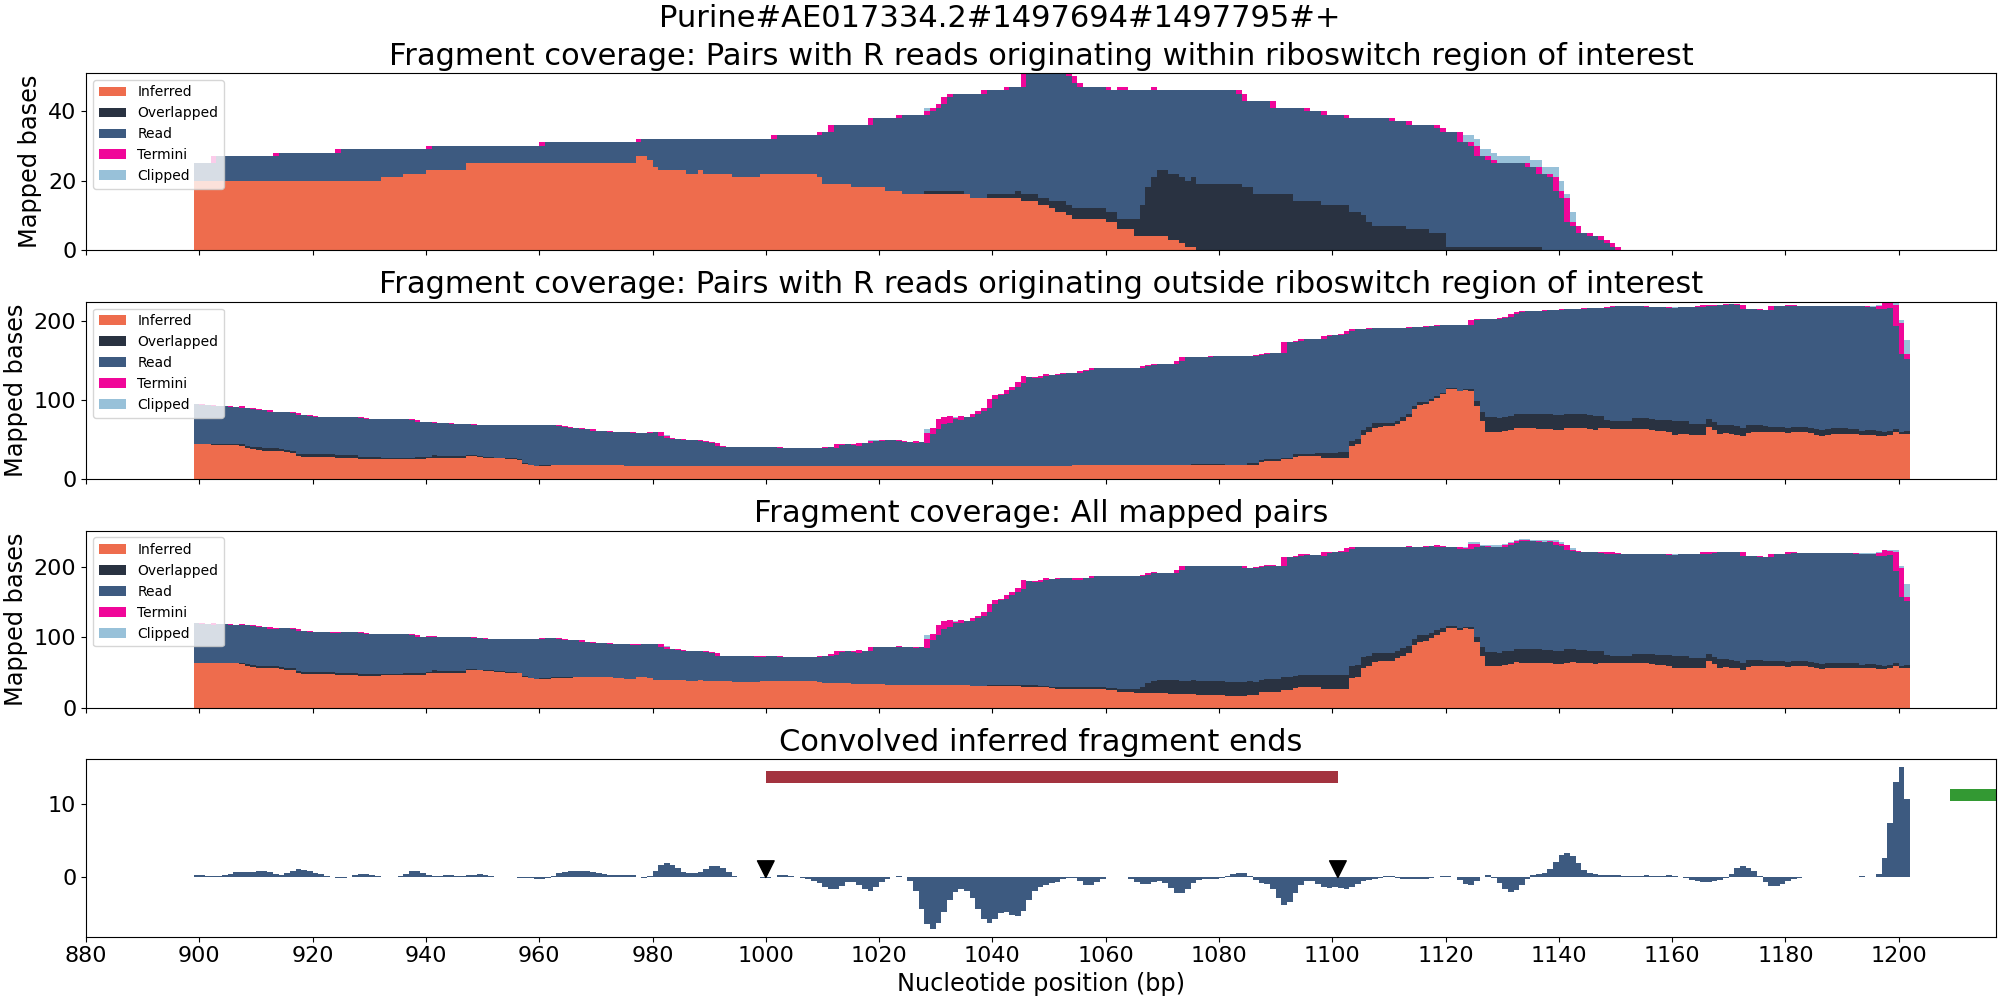 Purine#AE017334.2#1497694#1497795#+
Fragment coverage: Pairs with R reads originating within riboswitch region of interest
Mapped bases
40
20
0
Inferred
Overlapped
Read
Termini
Clipped
Fragment coverage: Pairs with R reads originating outside riboswitch region of interest
Mapped bases
200
100
0
Inferred
Overlapped
Read
Termini
Clipped
Fragment coverage: All mapped pairs
Mapped bases
200
100
0
Inferred
Overlapped
Read
Termini
Clipped
Convolved inferred fragment ends
10
0
880 900 920 940 960 980 1000 1020 1040 1060 1080 1100 1120 1140 1160 1180 1200
Nucleotide position (bp)